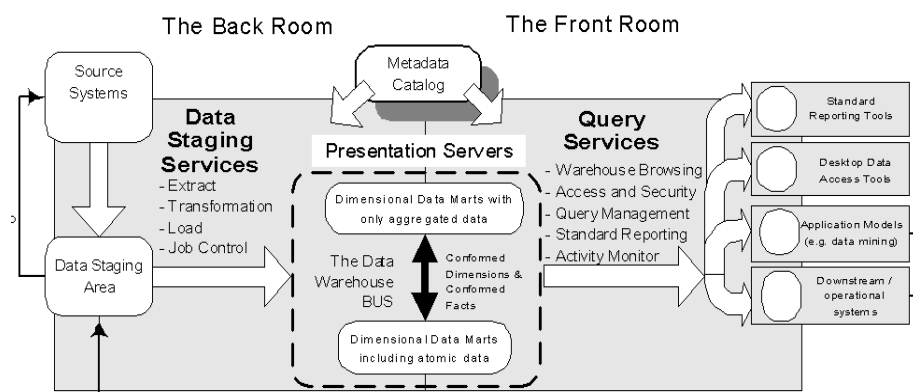 The Back Room
The Front Room
Metadata
Catalog
Source
Systems
Data
Staging
Services
- Extract
- Transformation
- Load
- Job Control
Data Staging
Area
Presentation Servers
Dimensional Data Marts with
only aggregated data
The Data
Warehouse
BUS
Conformed
Dimensions &
Conformed
Facts
Dimensional Data Marts
including atomic data
Query
Services
- Warehouse Browsing
- Access and Security
- Query Management
- Standard Reporting
- Activity Monitor
Standard
Reporting Tools
Desktop Data
Access Tools
Application Models
(e.g. data mining)
Downstream /
operational
systems